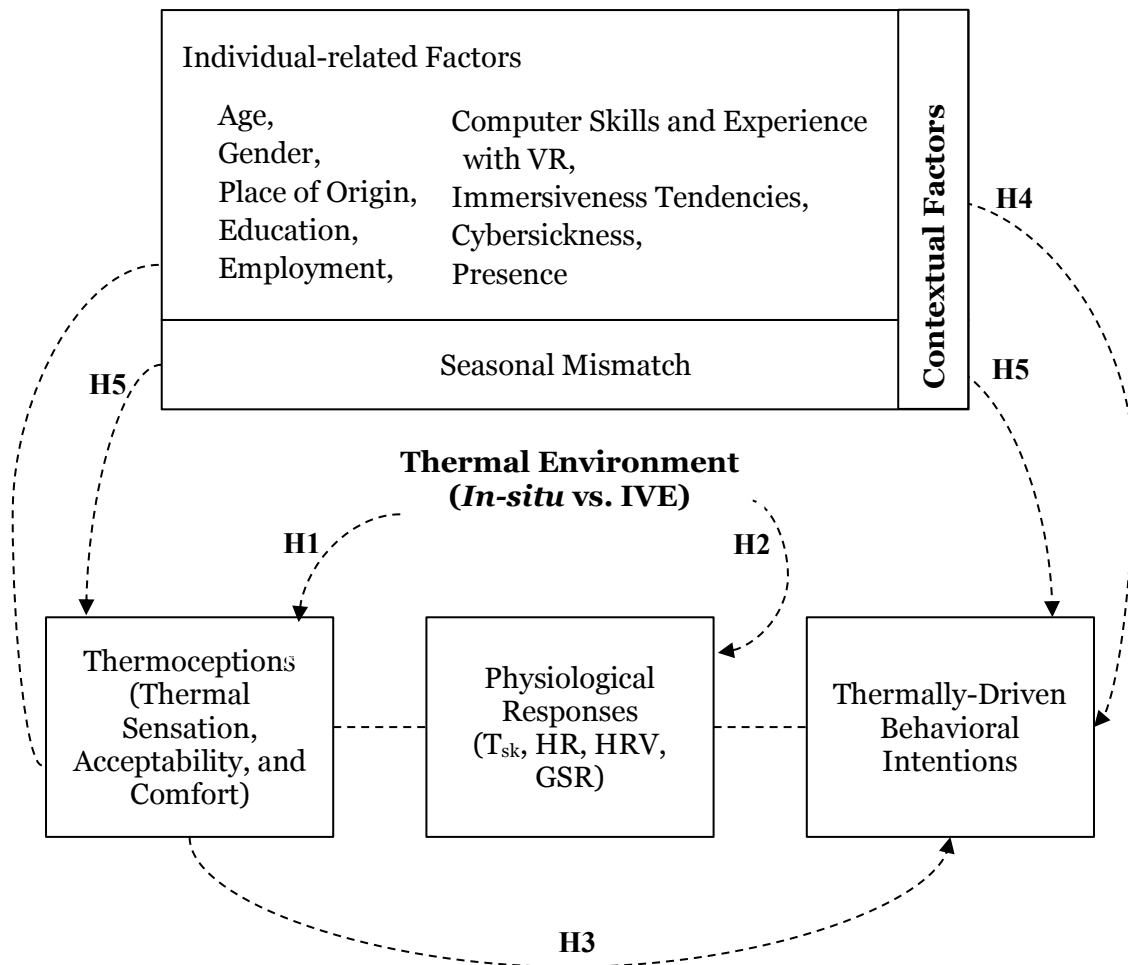 Individual-related Factors
Age,
Gender,
Place of Origin,
Education,
Employment,
Computer Skills and Experience
with VR,
Immersiveness Tendencies,
Cybersickness,
Presence
Contextual Factors
Seasonal Mismatch
H4
H5
H5
Thermal Environment
(In-situ vs. IVE)
H1
H2
Thermoceptions
(Thermal
Sensation,
Acceptability, and
Comfort)
Physiological
Responses
(Tsk, HR, HRV,
GSR)
Thermally-Driven
Behavioral
Intentions
H3